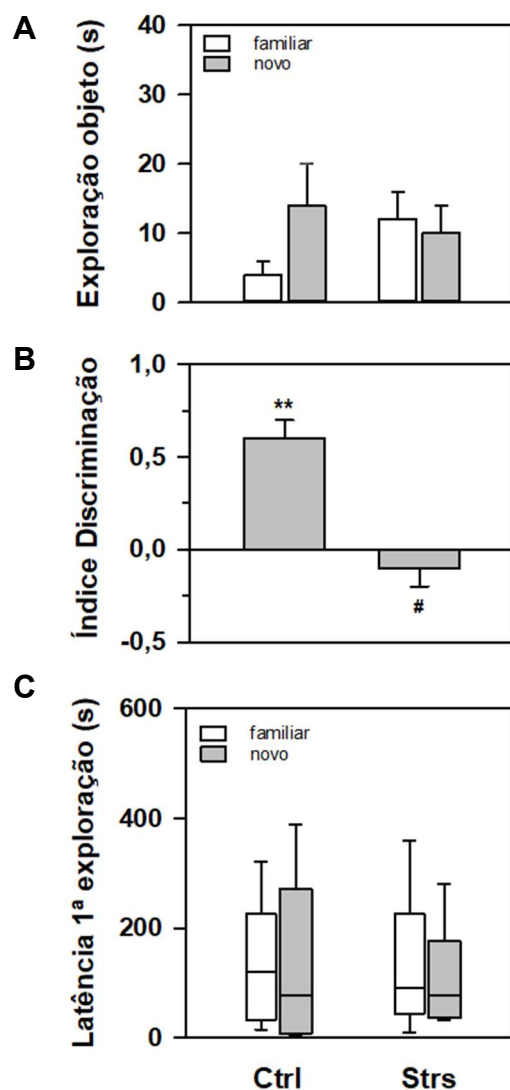 A
Exploração objeto (s)
40
30
20
10
0
familiar
novo
B
Índice Discriminação
1,0
0,5
0,0
-0,5
**
#
C
Latência 1ª exploração (s)
600
400
200
0
familiar
novo
Ctrl Strs